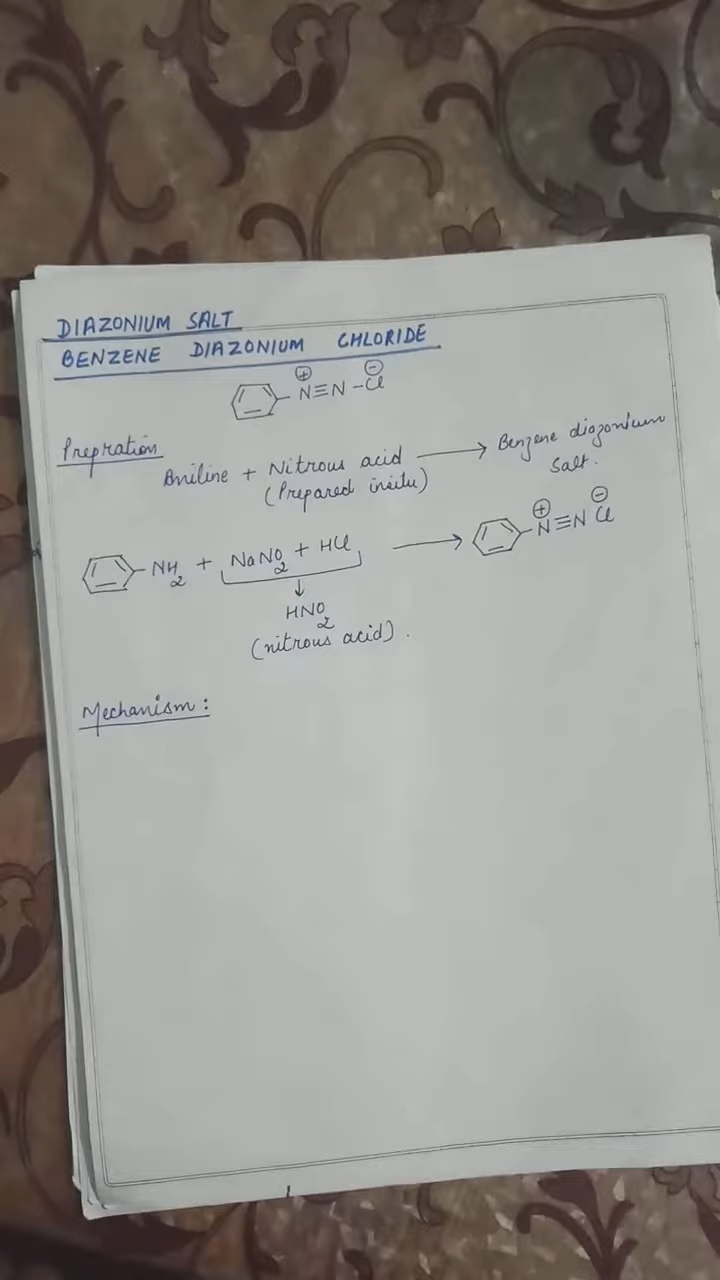 DIAZONIUM SALT
BENZENE DIAZONIUM CHLORIDE
⊕ ⊖
N≡N - Cl
Prepration
Aniline + Nitrous acid ⟶ Benzene diazonium
(Prepared insitu) Salt.
⊕ ⊖
NH₂ + NaNO₂ + HCl ⟶ N≡N Cl
↓
HNO₂
(nitrous acid).
Mechanism: